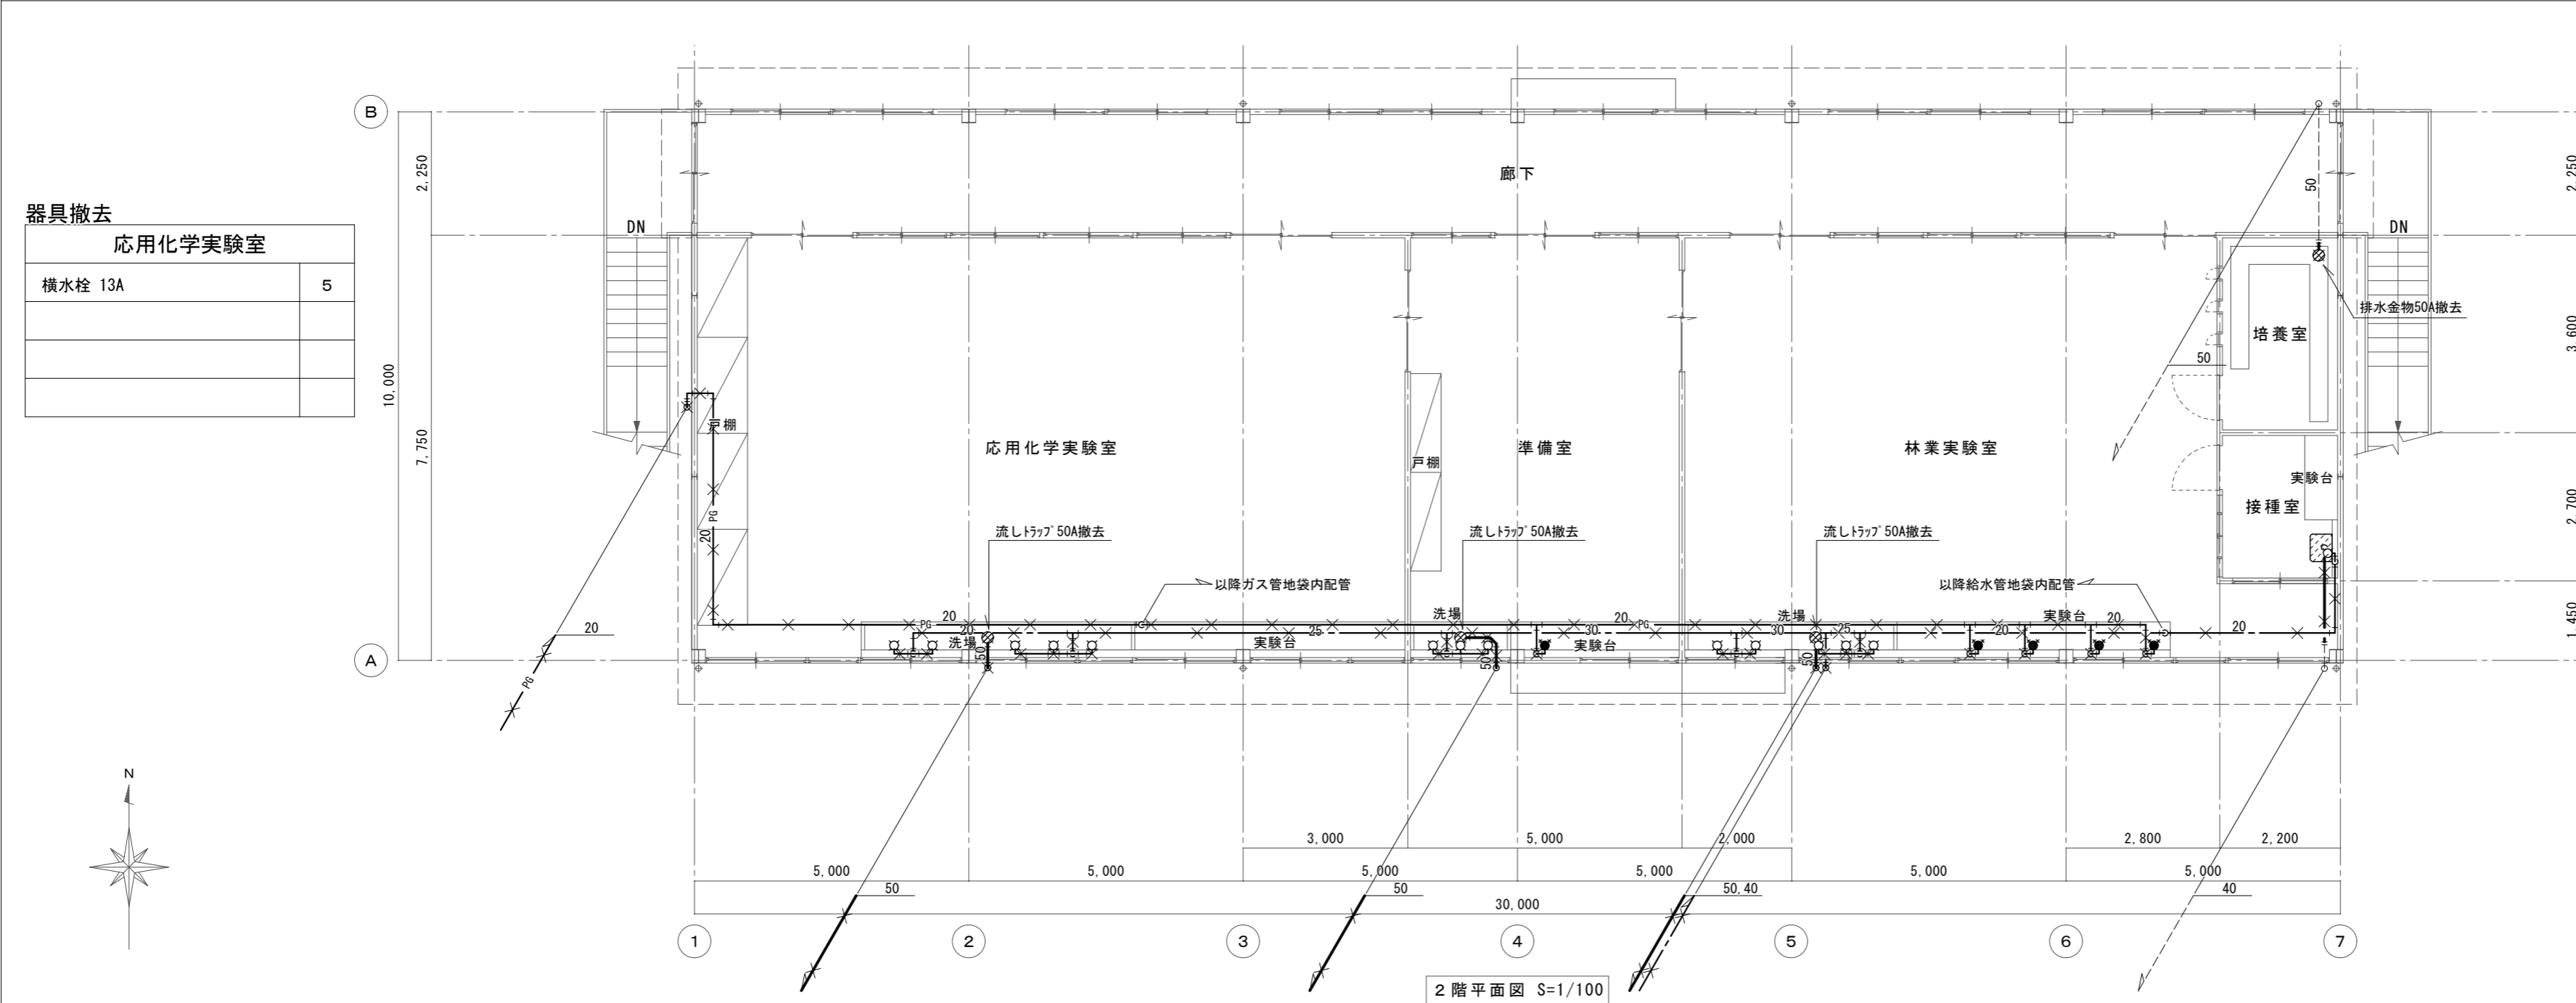 B
2,250
2,250
廊下
50
器具撤去
応用化学実験室
横水栓 13A
5
DN
DN
排水金物50A撤去
培養室
3,600
50
10,000
7,750
戸棚
応用化学実験室
戸棚
準備室
林業実験室
実験台
接種室
2,700
PG
20
流しﾄﾗｯﾌﾟ50A撤去
流しﾄﾗｯﾌﾟ50A撤去
流しﾄﾗｯﾌﾟ50A撤去
以降ガス管地袋内配管
以降給水管地袋内配管
20
20
PG
20
洗場
50
25
実験台
洗場
50
30
実験台
20
PG
洗場
30
50
25
実験台
20
20
20
1,450
A
PG
N
3,000
5,000
2,000
2,800
2,200
5,000
5,000
5,000
5,000
5,000
5,000
50
50
50,40
40
30,000
1
2
3
4
5
6
7
2階平面図 S=1/100